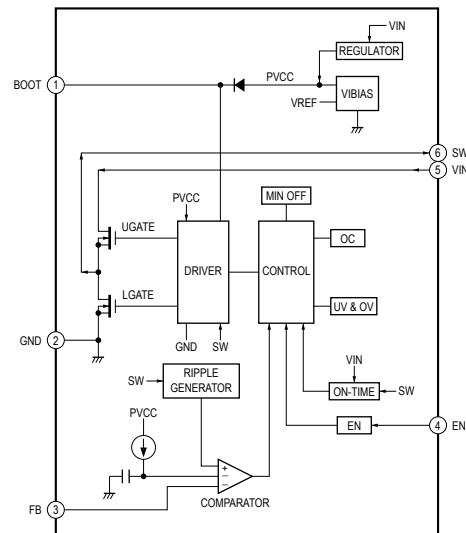 VIN
REGULATOR
BOOT 1
PVCC
VREF
VIBIAS
6 SW
5 VIN
MIN OFF
PVCC
UGATE
OC
DRIVER
CONTROL
LGATE
UV & OV
GND 2
GND
SW
VIN
RIPPLE
GENERATOR
SW
ON-TIME
SW
PVCC
EN
4 EN
+
−
−
COMPARATOR
FB 3